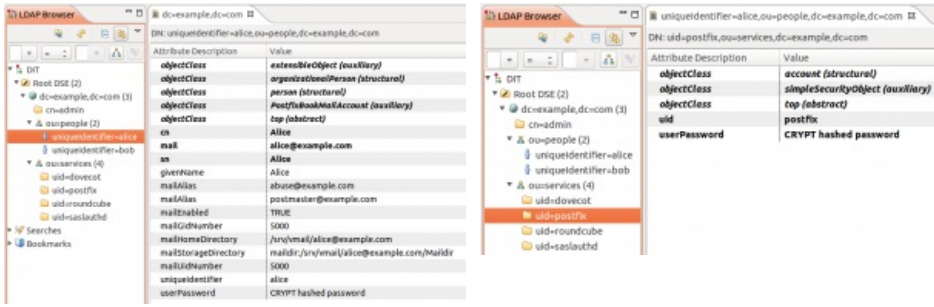 LDAP Browser
DIT
Root DSE (2)
dc=example,dc=com (3)
cn=admin
ou=people (2)
uniqueIdentifier=alice
uniqueIdentifier=bob
ou=services (4)
uid=dovecot
uid=postfix
uid=roundcube
uid=saslauthd
Searches
Bookmarks
dc=example,dc=com
DN: uniqueIdentifier=alice,ou=people,dc=example,dc=com
Attribute Description Value
objectClass extensibleObject (auxiliary)
objectClass organizationalPerson (structural)
objectClass person (structural)
objectClass PostfixBookMailAccount (auxiliary)
objectClass top (abstract)
cn Alice
mail alice@example.com
sn Alice
givenName Alice
mailAlias abuse@example.com
mailAlias postmaster@example.com
mailEnabled TRUE
mailGidNumber 5000
mailHomeDirectory /srv/vmail/alice@example.com
mailStorageDirectory maildir:/srv/vmail/alice@example.com/Maildir
mailUidNumber 5000
uniqueIdentifier alice
userPassword CRYPT hashed password
LDAP Browser
DIT
Root DSE (2)
dc=example,dc=com (3)
cn=admin
ou=people (2)
uniqueIdentifier=alice
uniqueIdentifier=bob
ou=services (4)
uid=dovecot
uid=postfix
uid=roundcube
uid=saslauthd
uniqueIdentifier=alice,ou=people,dc=example,dc=com
DN: uid=postfix,ou=services,dc=example,dc=com
Attribute Description Value
objectClass account (structural)
objectClass simpleSecurityObject (auxiliary)
objectClass top (abstract)
uid postfix
userPassword CRYPT hashed password